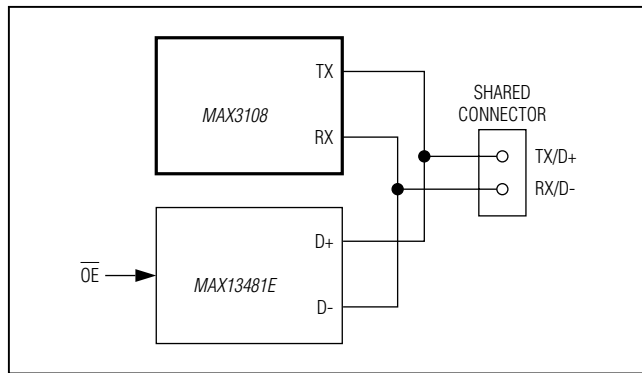 TX
MAX3108
RX
SHARED
CONNECTOR
TX/D+
RX/D-
D+
OE
MAX13481E
D-